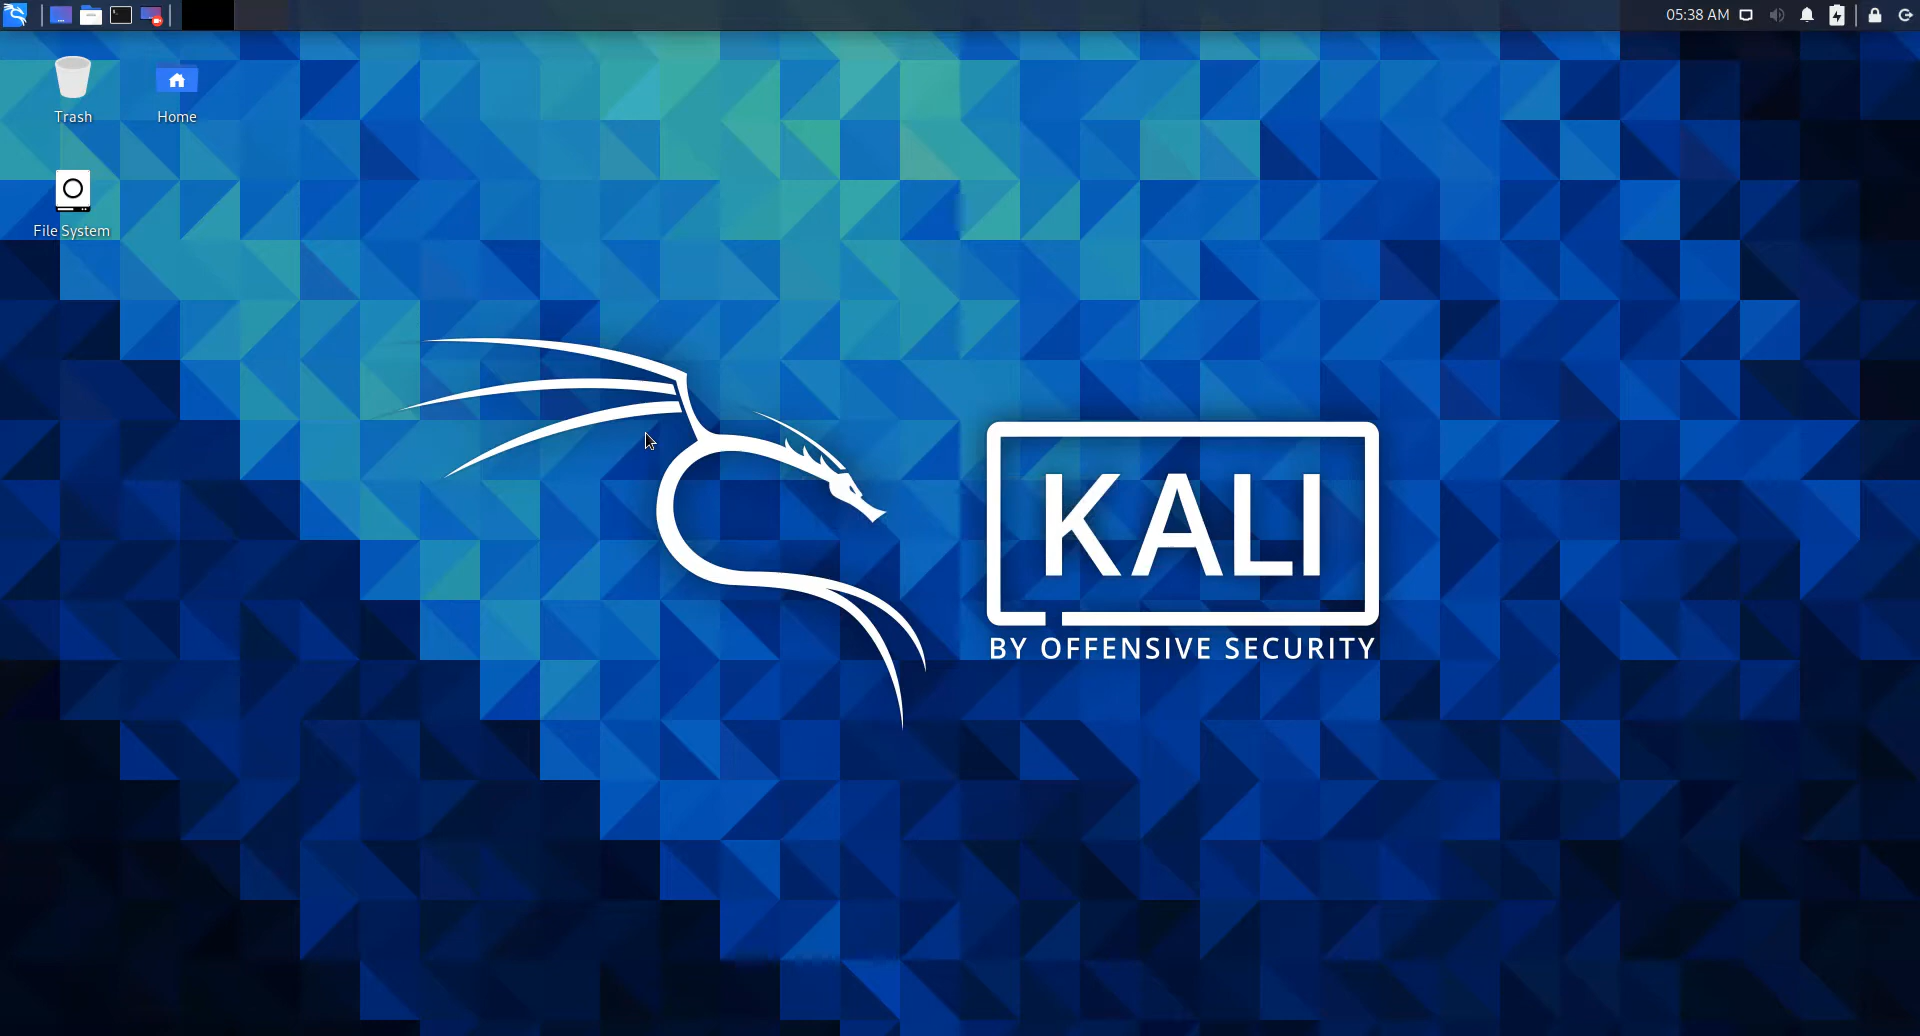 05:38 AM
Trash
Home
File System
KALI
BY OFFENSIVE SECURITY